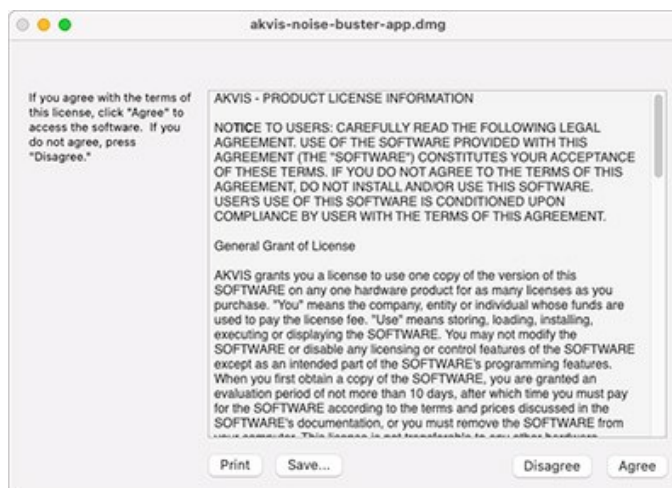 akvis-noise-buster-app.dmg
If you agree with the terms of
this license, click "Agree" to
access the software. If you
do not agree, press
"Disagree."
AKVIS - PRODUCT LICENSE INFORMATION
NOTICE TO USERS: CAREFULLY READ THE FOLLOWING LEGAL
AGREEMENT. USE OF THE SOFTWARE PROVIDED WITH THIS
AGREEMENT (THE "SOFTWARE") CONSTITUTES YOUR ACCEPTANCE
OF THESE TERMS. IF YOU DO NOT AGREE TO THE TERMS OF THIS
AGREEMENT, DO NOT INSTALL AND/OR USE THIS SOFTWARE.
USER'S USE OF THIS SOFTWARE IS CONDITIONED UPON
COMPLIANCE BY USER WITH THE TERMS OF THIS AGREEMENT.
General Grant of License
AKVIS grants you a license to use one copy of the version of this
SOFTWARE on any one hardware product for as many licenses as you
purchase. "You" means the company, entity or individual whose funds are
used to pay the license fee. "Use" means storing, loading, installing,
executing or displaying the SOFTWARE. You may not modify the
SOFTWARE or disable any licensing or control features of the SOFTWARE
except as an intended part of the SOFTWARE's programming features.
When you first obtain a copy of the SOFTWARE, you are granted an
evaluation period of not more than 10 days, after which time you must pay
for the SOFTWARE according to the terms and prices discussed in the
SOFTWARE's documentation, or you must remove the SOFTWARE from
your computer. This license is not transferable to any other hardware
Print
Save...
Disagree
Agree